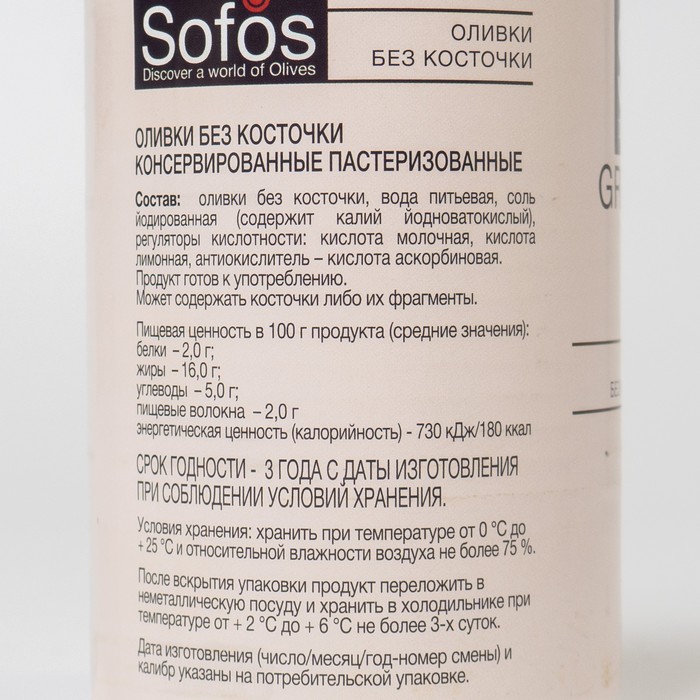 Sofos
Discover a world of Olives
ОЛИВКИ
БЕЗ КОСТОЧКИ
ОЛИВКИ БЕЗ КОСТОЧКИ
КОНСЕРВИРОВАННЫЕ ПАСТЕРИЗОВАННЫЕ
Состав: оливки без косточки, вода питьевая, соль
йодированная (содержит калий йодноватокислый),
регуляторы кислотности: кислота молочная, кислота
лимонная, антиокислитель – кислота аскорбиновая.
Продукт готов к употреблению.
Может содержать косточки либо их фрагменты.
Пищевая ценность в 100 г продукта (средние значения):
белки – 2,0 г;
жиры – 16,0 г;
углеводы – 5,0 г;
пищевые волокна – 2,0 г
энергетическая ценность (калорийность) - 730 кДж/180 ккал
СРОК ГОДНОСТИ - 3 ГОДА С ДАТЫ ИЗГОТОВЛЕНИЯ
ПРИ СОБЛЮДЕНИИ УСЛОВИЙ ХРАНЕНИЯ.
Условия хранения: хранить при температуре от 0 °С до
+ 25 °С и относительной влажности воздуха не более 75 %.
После вскрытия упаковки продукт переложить в
неметаллическую посуду и хранить в холодильнике при
температуре от + 2 °С до + 6 °С не более 3-х суток.
Дата изготовления (число/месяц/год-номер смены) и
калибр указаны на потребительской упаковке.